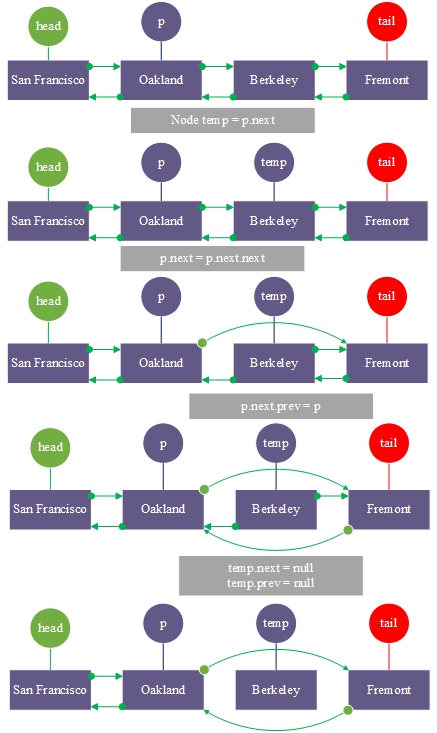 head p tail
San Francisco Oakland Berkeley Fremont
Node temp = p.next
head p temp tail
San Francisco Oakland Berkeley Fremont
p.next = p.next.next
head p temp tail
San Francisco Oakland Berkeley Fremont
p.next.prev = p
head p temp tail
San Francisco Oakland Berkeley Fremont
temp.next = null
temp.prev = null
head p temp tail
San Francisco Oakland Berkeley Fremont